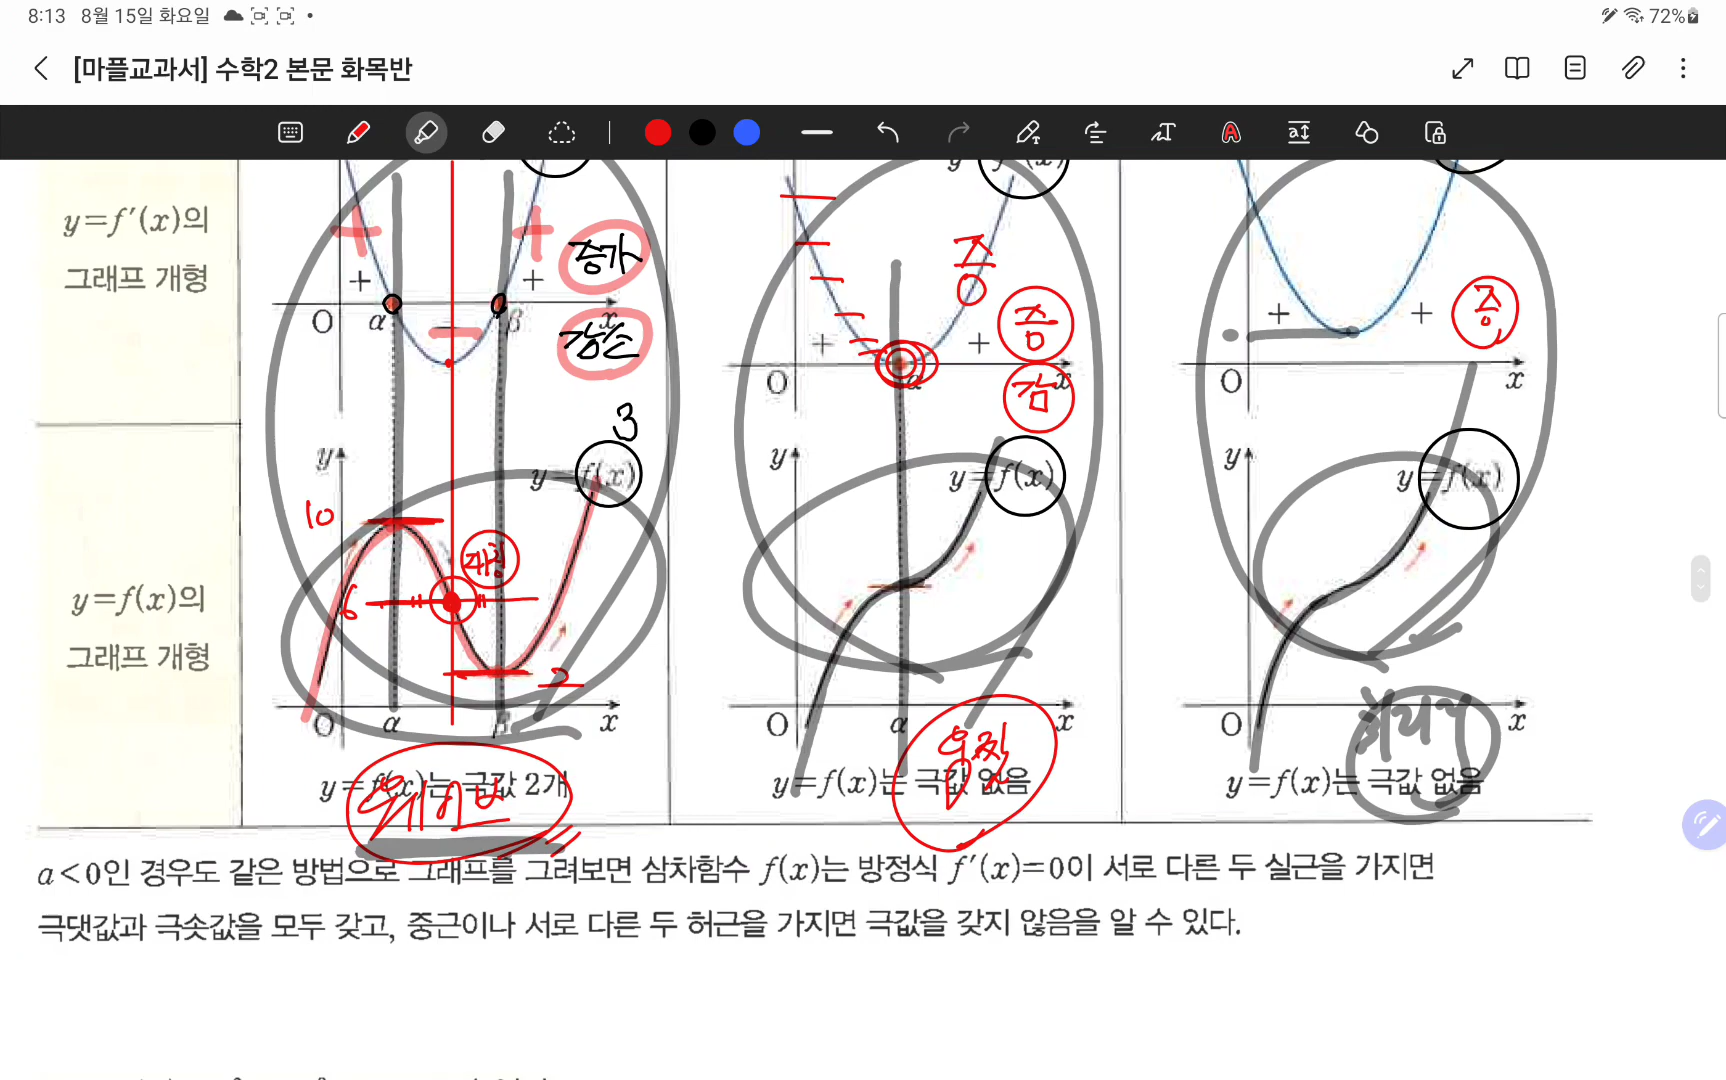 8:13 8월 15일 화요일
72%
[마플교과서] 수학2 본문 화목반
y=f′(x)의
그래프 개형
+ + 증가
감소
O α β x
+ + 증
증
감
O α x
+ + 증
O x
3
y y=f(x)
10
6
2
O α β x
y=f(x)는 극값 2개
y y=f(x)
O α x
y=f(x)는 극값 없음
y y=f(x)
O x
y=f(x)는 극값 없음
y=f(x)의
그래프 개형
a<0인 경우도 같은 방법으로 그래프를 그려보면 삼차함수 f(x)는 방정식 f′(x)=0이 서로 다른 두 실근을 가지면
극댓값과 극솟값을 모두 갖고, 중근이나 서로 다른 두 허근을 가지면 극값을 갖지 않음을 알 수 있다.